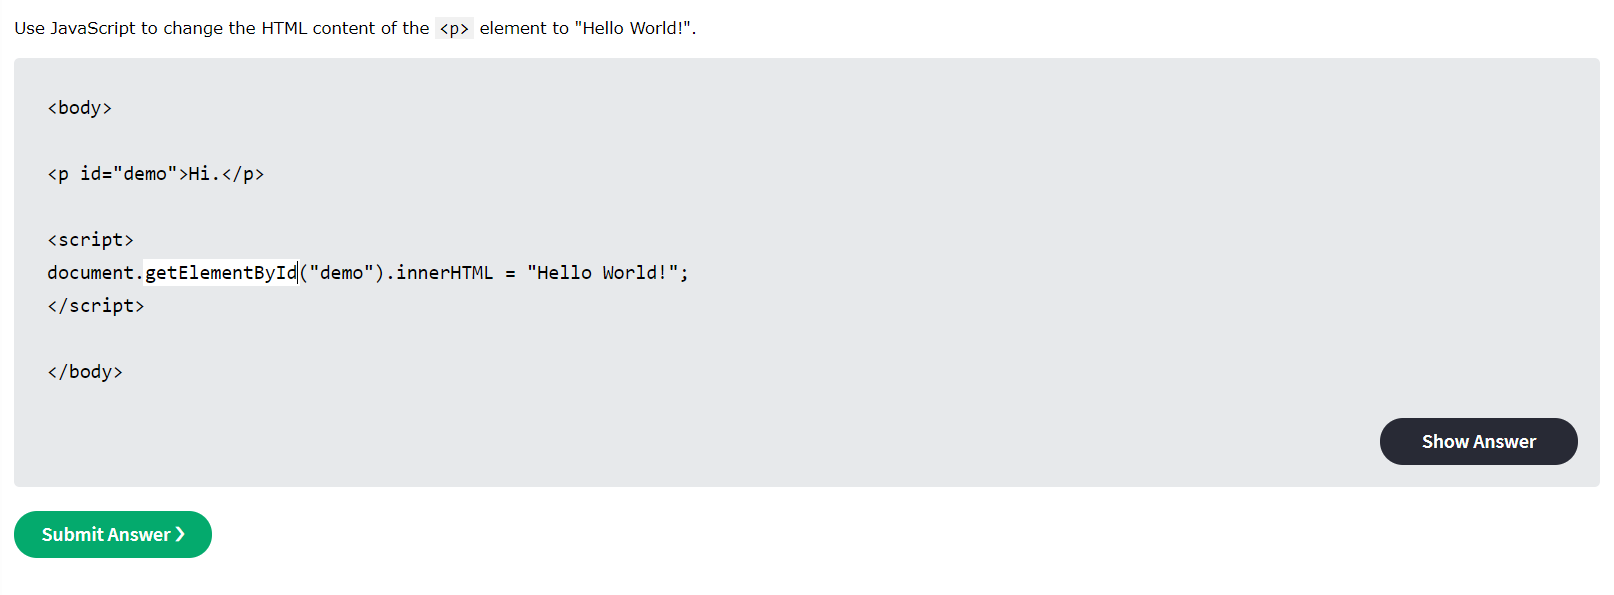 Use JavaScript to change the HTML content of the <p> element to "Hello World!".
<body>
<p id="demo">Hi.</p>
<script>
document.getElementById("demo").innerHTML = "Hello World!";
</script>
</body>
Show Answer
Submit Answer ❯